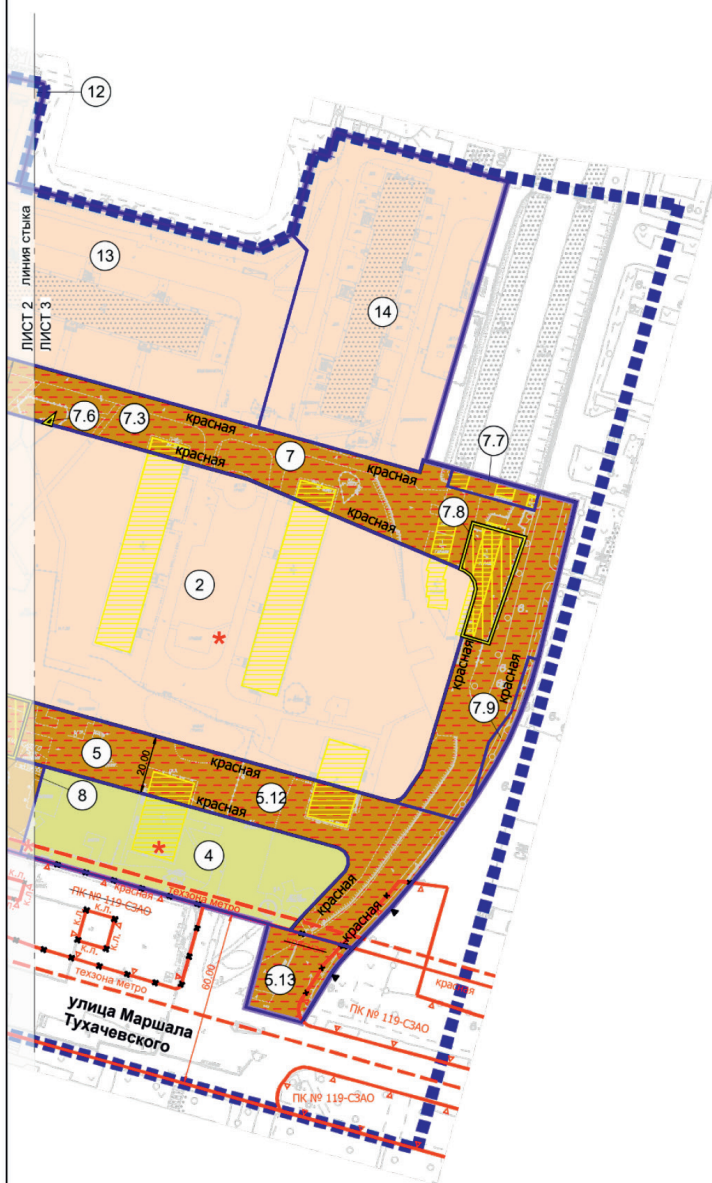 12
ЛИСТ 2 линия стыка
ЛИСТ 3
13
14
7.6
7.3
красная
красная
7
красная
7.7
красная
7.8
2
*
красная
красная
7.9
5
20,00
красная
5.12
красная
8
4
*
*
красная
красная
техзона метро
красная
ПК № 119-СЗАО
к.л.
к.л.
к.л.
к.л.
к.л.
техзона метро
60,00
5.13
красная
улица Маршала
Тухачевского
ПК № 119-СЗАО
ПК № 119-СЗАО